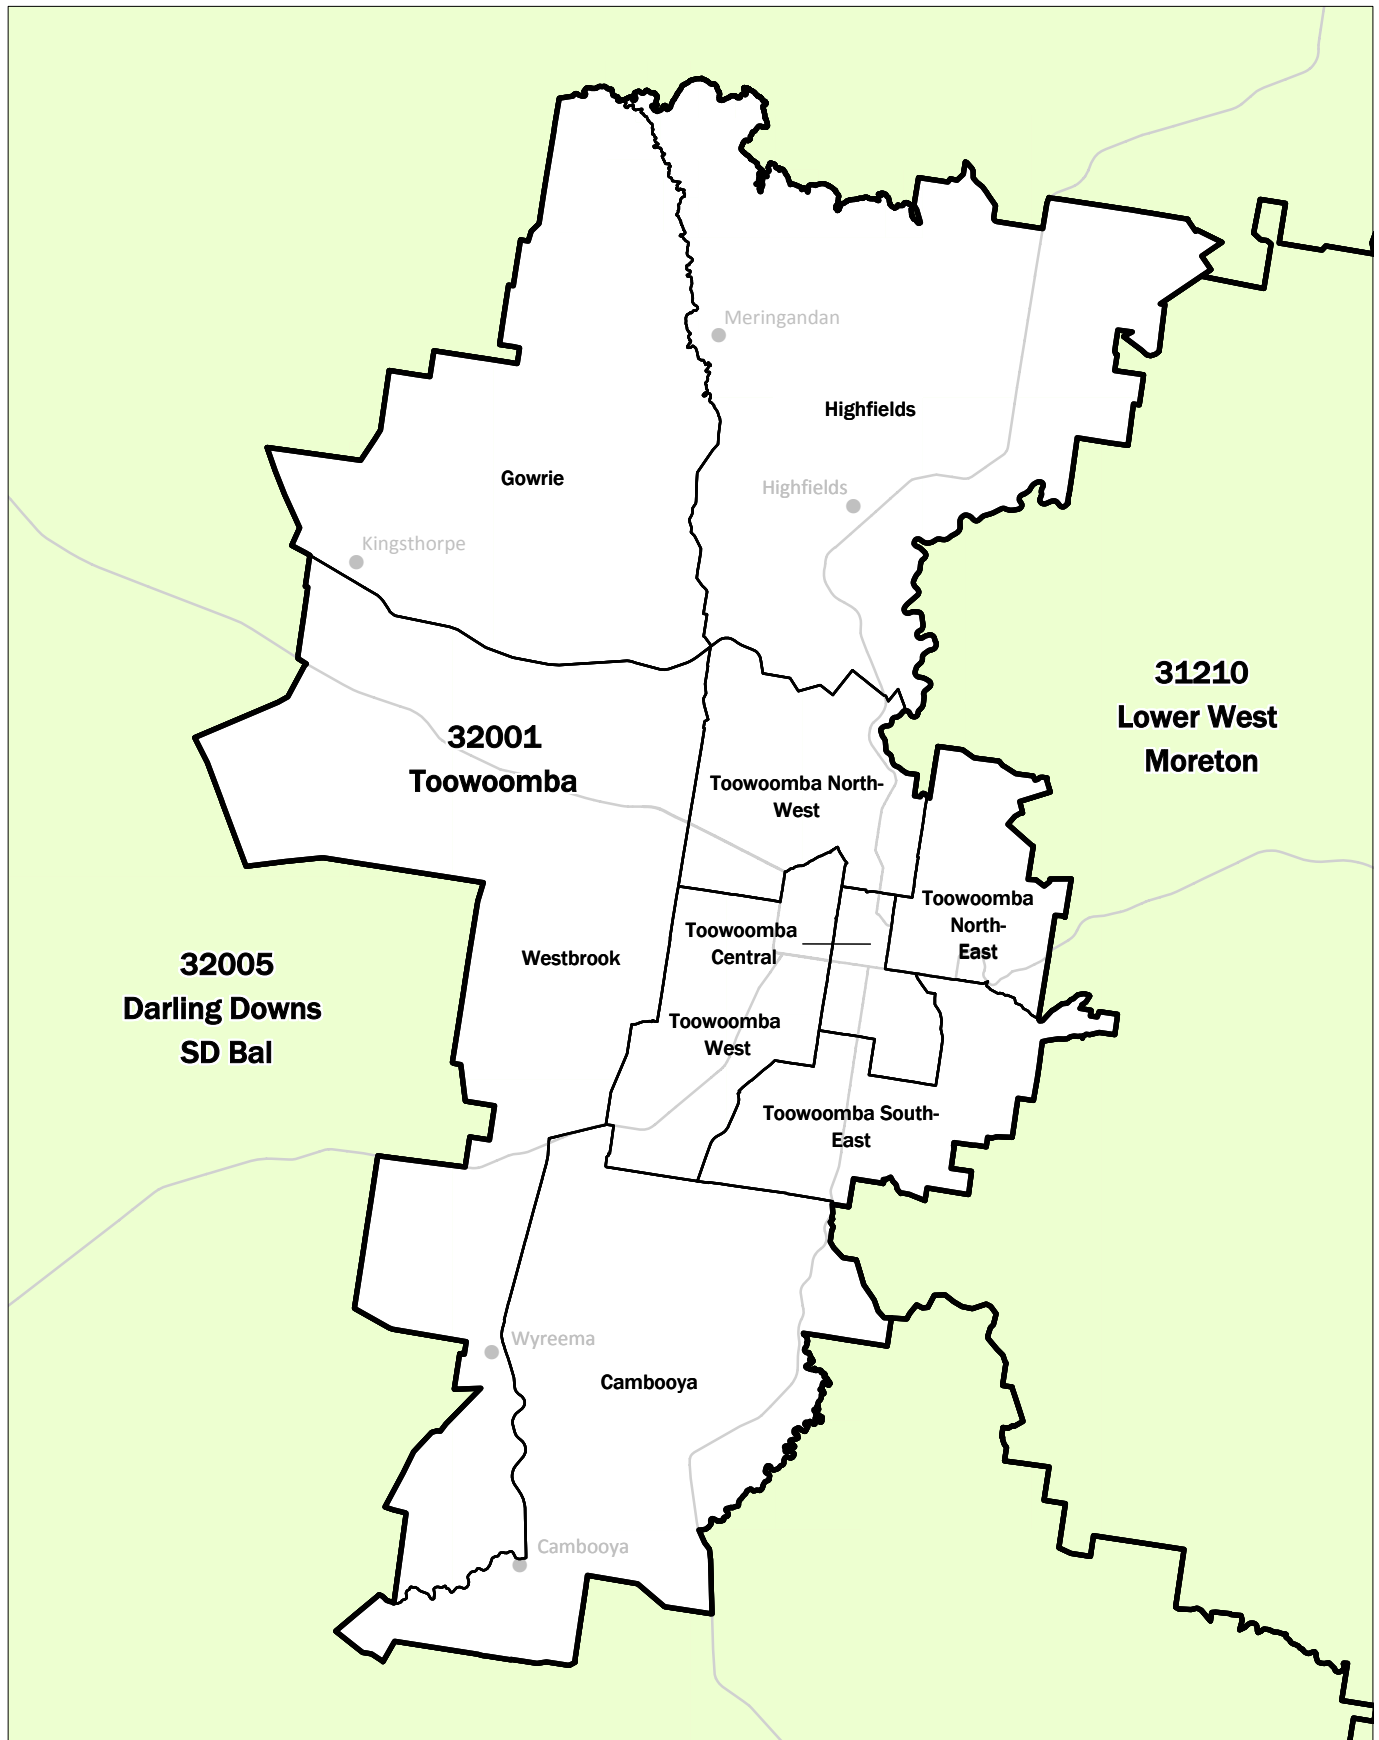 Meringandan
Highfields
Gowrie
Highfields
Kingsthorpe
31210
Lower West
Moreton
32001
Toowoomba
Toowoomba North-
West
Toowoomba
North-
East
Toowoomba
Central
Westbrook
32005
Darling Downs
SD Bal
Toowoomba
West
Toowoomba South-
East
Wyreema
Cambooya
Cambooya